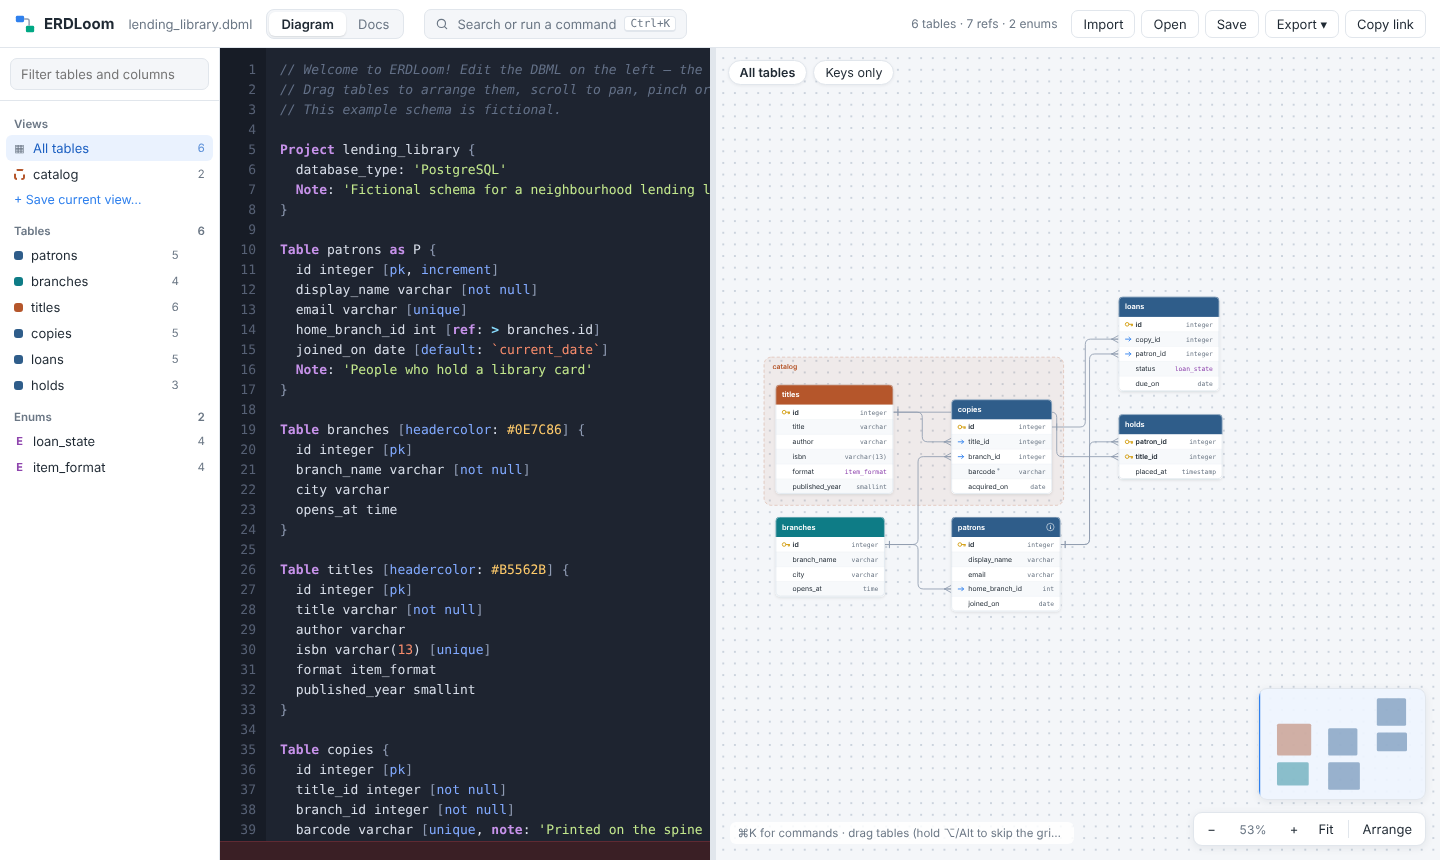 ERDLoom lending_library.dbml Diagram Docs Search or run a command Ctrl+K 6 tables · 7 refs · 2 enums Import Open Save Export ▾ Copy link
Filter tables and columns
Views
All tables 6
catalog 2
+ Save current view...
Tables 6
patrons 5
branches 4
titles 6
copies 5
loans 5
holds 3
Enums 2
E loan_state 4
E item_format 4
1 // Welcome to ERDLoom! Edit the DBML on the left — the
2 // Drag tables to arrange them, scroll to pan, pinch or
3 // This example schema is fictional.
4
5 Project lending_library {
6 database_type: 'PostgreSQL'
7 Note: 'Fictional schema for a neighbourhood lending l
8 }
9
10 Table patrons as P {
11 id integer [pk, increment]
12 display_name varchar [not null]
13 email varchar [unique]
14 home_branch_id int [ref: > branches.id]
15 joined_on date [default: `current_date`]
16 Note: 'People who hold a library card'
17 }
18
19 Table branches [headercolor: #0E7C86] {
20 id integer [pk]
21 branch_name varchar [not null]
22 city varchar
23 opens_at time
24 }
25
26 Table titles [headercolor: #B5562B] {
27 id integer [pk]
28 title varchar [not null]
29 author varchar
30 isbn varchar(13) [unique]
31 format item_format
32 published_year smallint
33 }
34
35 Table copies {
36 id integer [pk]
37 title_id integer [not null]
38 branch_id integer [not null]
39 barcode varchar [unique, note: 'Printed on the spine
All tables Keys only
loans
id integer
copy_id integer
patron_id integer
status loan_state
due_on date
catalog
titles
id integer
title varchar
author varchar
isbn varchar(13)
format item_format
published_year smallint
copies
id integer
title_id integer
branch_id integer
barcode * varchar
acquired_on date
holds
patron_id integer
title_id integer
placed_at timestamp
branches
id integer
branch_name varchar
city varchar
opens_at time
patrons
id integer
display_name varchar
email varchar
home_branch_id int
joined_on date
⌘K for commands · drag tables (hold ⌥/Alt to skip the gri...
− 53% + Fit Arrange